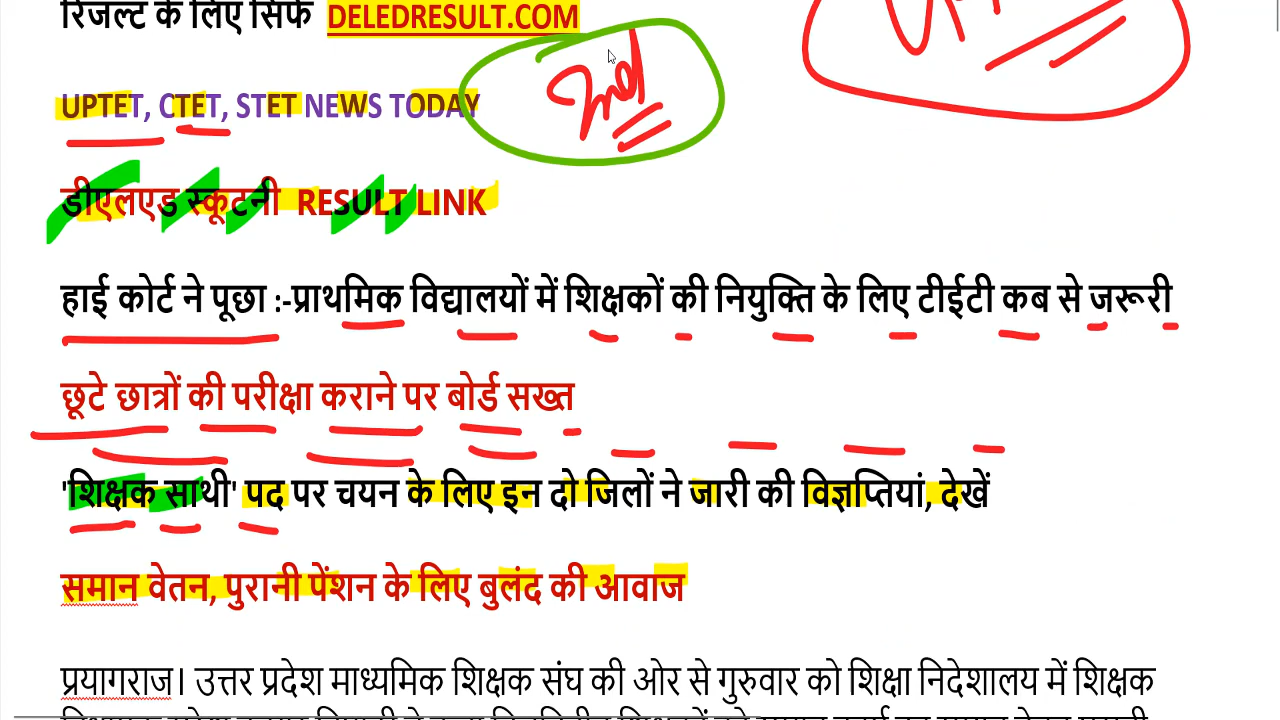 रिजल्ट के लिए सिर्फ DELEDRESULT.COM
2nd
UPTET, CTET, STET NEWS TODAY
डीएलएड स्कूटनी RESULT LINK
हाई कोर्ट ने पूछा :-प्राथमिक विद्यालयों में शिक्षकों की नियुक्ति के लिए टीईटी कब से जरूरी
छूटे छात्रों की परीक्षा कराने पर बोर्ड सख्त
'शिक्षक साथी' पद पर चयन के लिए इन दो जिलों ने जारी की विज्ञप्तियां, देखें
समान वेतन, पुरानी पेंशन के लिए बुलंद की आवाज
प्रयागराज। उत्तर प्रदेश माध्यमिक शिक्षक संघ की ओर से गुरुवार को शिक्षा निदेशालय में शिक्षक